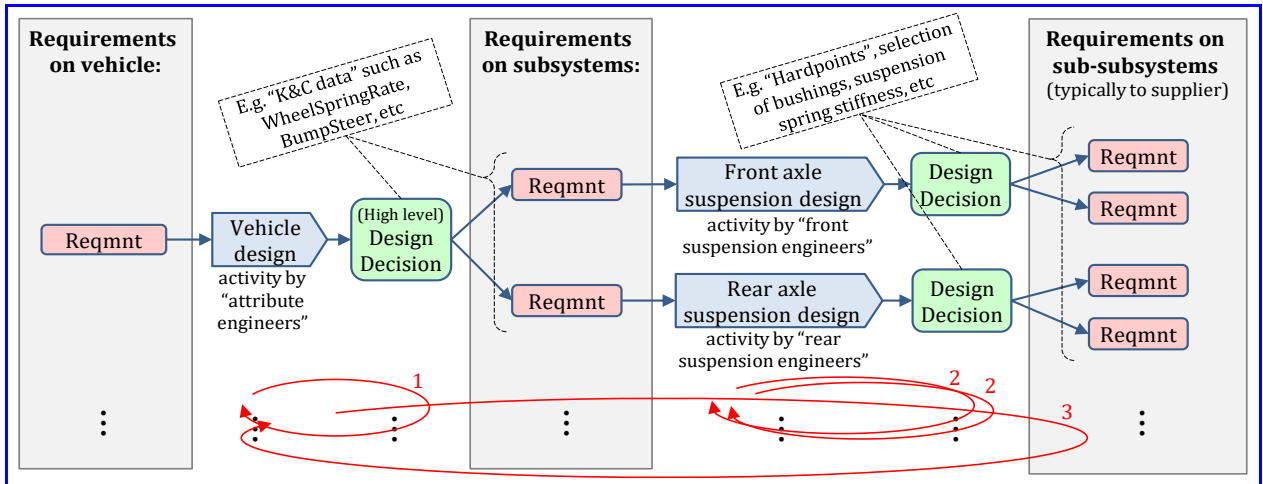 Requirements
on vehicle:
E.g. “K&C data” such as
WheelSpringRate,
BumpSteer, etc
Requirements
on subsystems:
E.g. “Hardpoints”, selection
of bushings, suspension
spring stiffness, etc
Requirements on
sub-subsystems
(typically to supplier)
Reqmnt
Vehicle
design
activity by
“attribute
engineers”
(High level)
Design
Decision
Reqmnt
Front axle
suspension design
activity by “front
suspension engineers”
Design
Decision
Reqmnt
Reqmnt
Reqmnt
Rear axle
suspension design
activity by “rear
suspension engineers”
Design
Decision
Reqmnt
Reqmnt
1
2
2
3